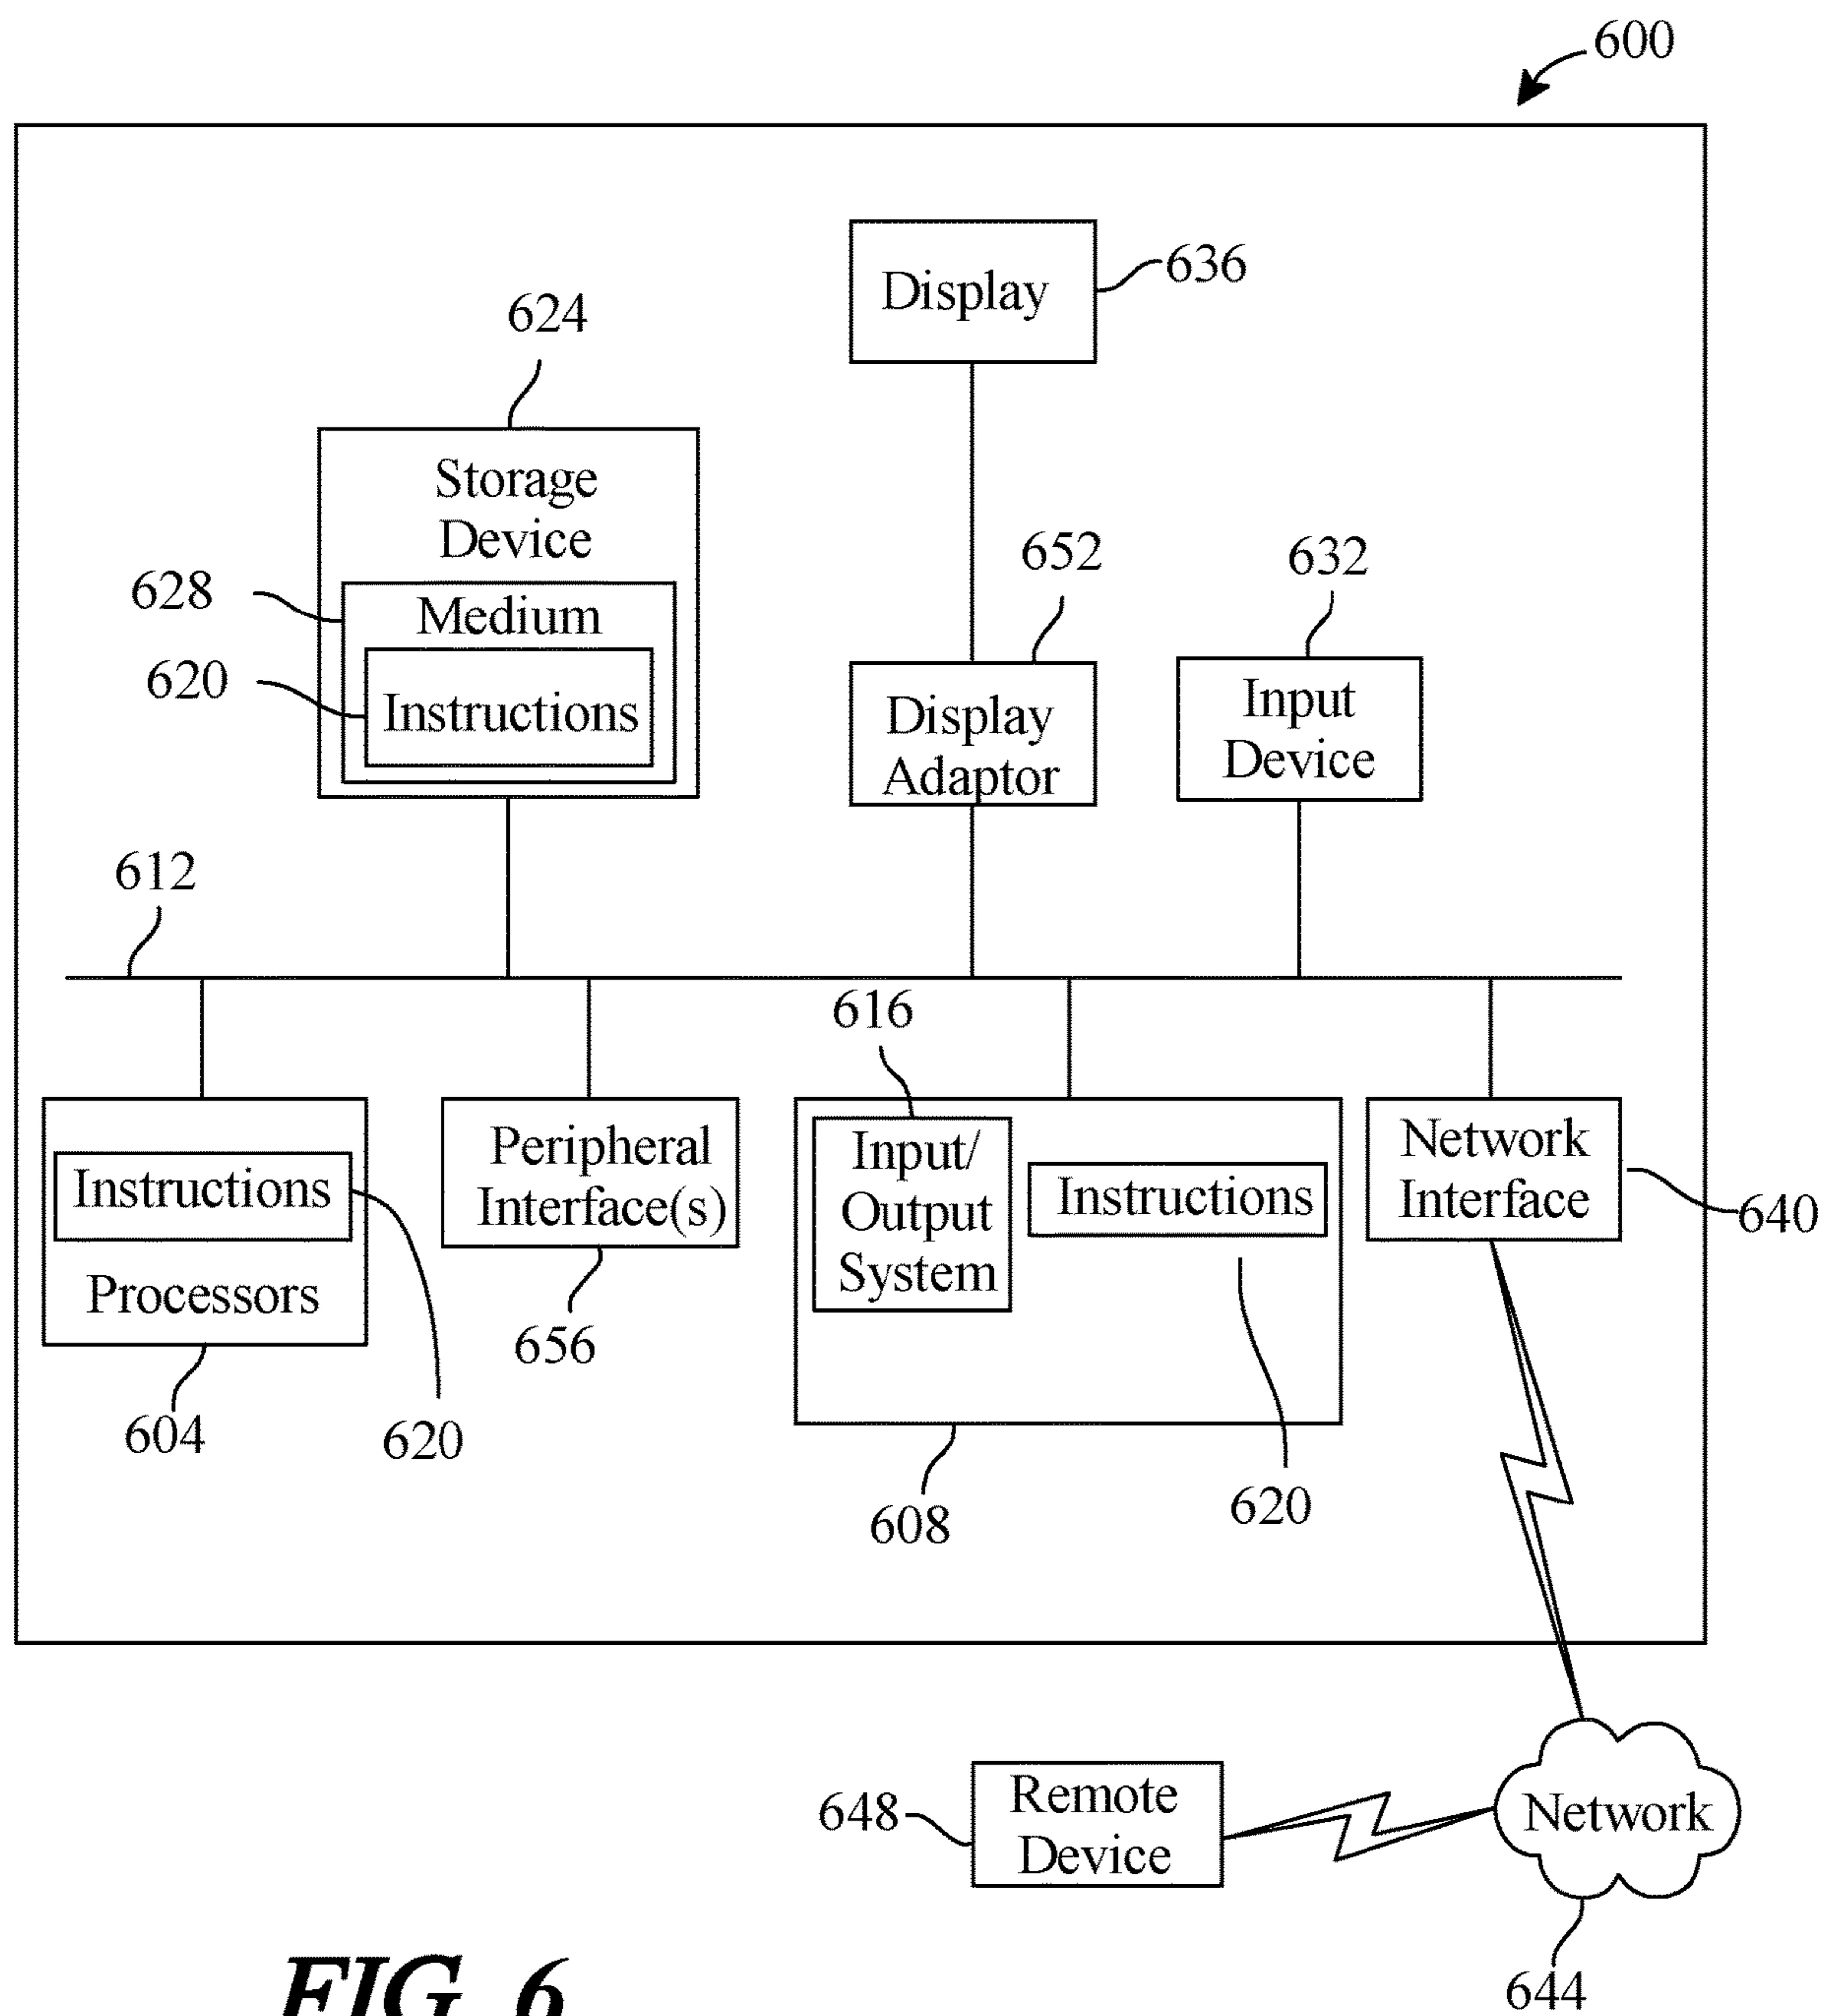 600
Display
636
624
Storage
Device
652
632
628
Medium
620
Instructions
Display
Adaptor
Input
Device
612
616
Instructions
Processors
Peripheral
Interface(s)
Input/
Output
System
Instructions
Network
Interface
640
656
604
620
608
620
648
Remote
Device
Network
644
FIG. 6